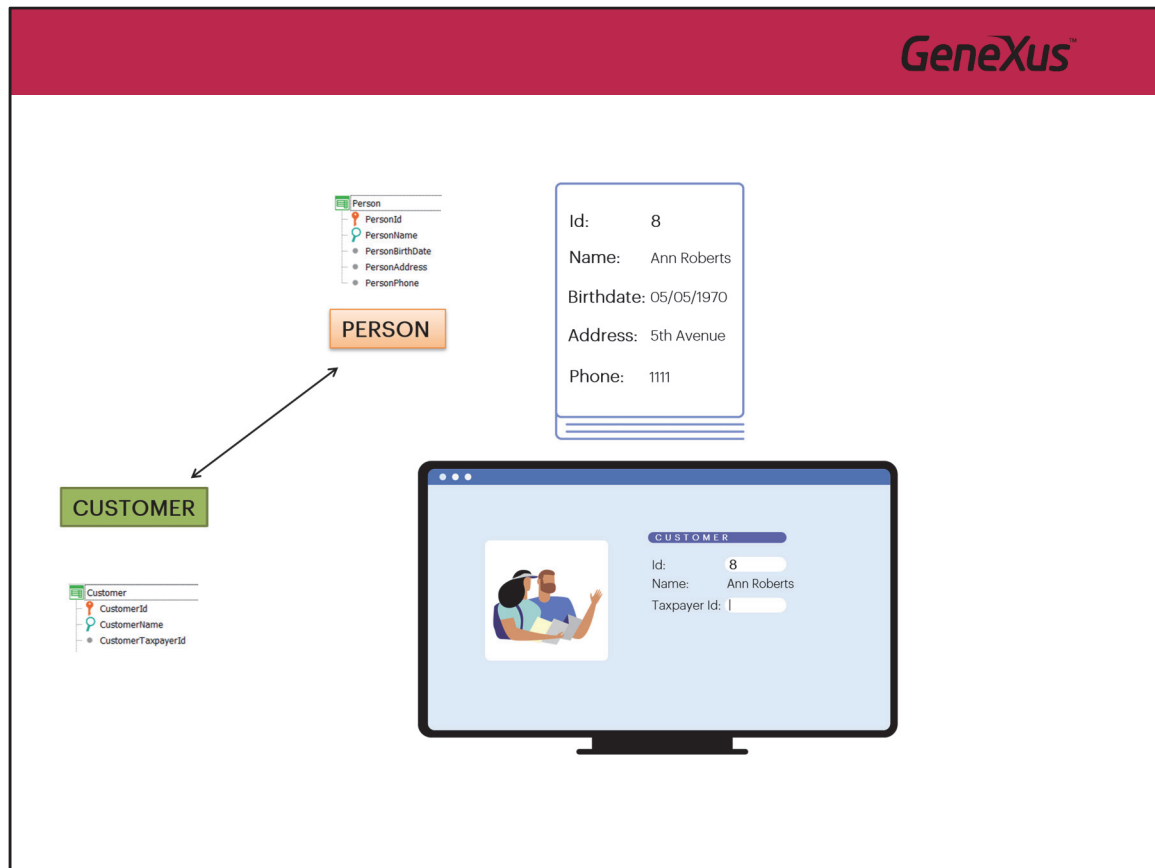 GeneXus™
Person
PersonId
PersonName
PersonBirthDate
PersonAddress
PersonPhone
PERSON
Id: 8
Name: Ann Roberts
Birthdate: 05/05/1970
Address: 5th Avenue
Phone: 1111
CUSTOMER
Customer
CustomerId
CustomerName
CustomerTaxpayerId
CUSTOMER
Id: 8
Name: Ann Roberts
Taxpayer Id: